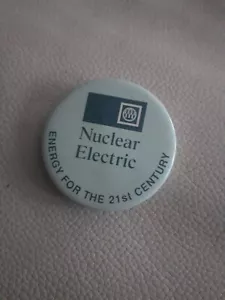 Nuclear
Electric
ENERGY FOR THE 21st CENTURY